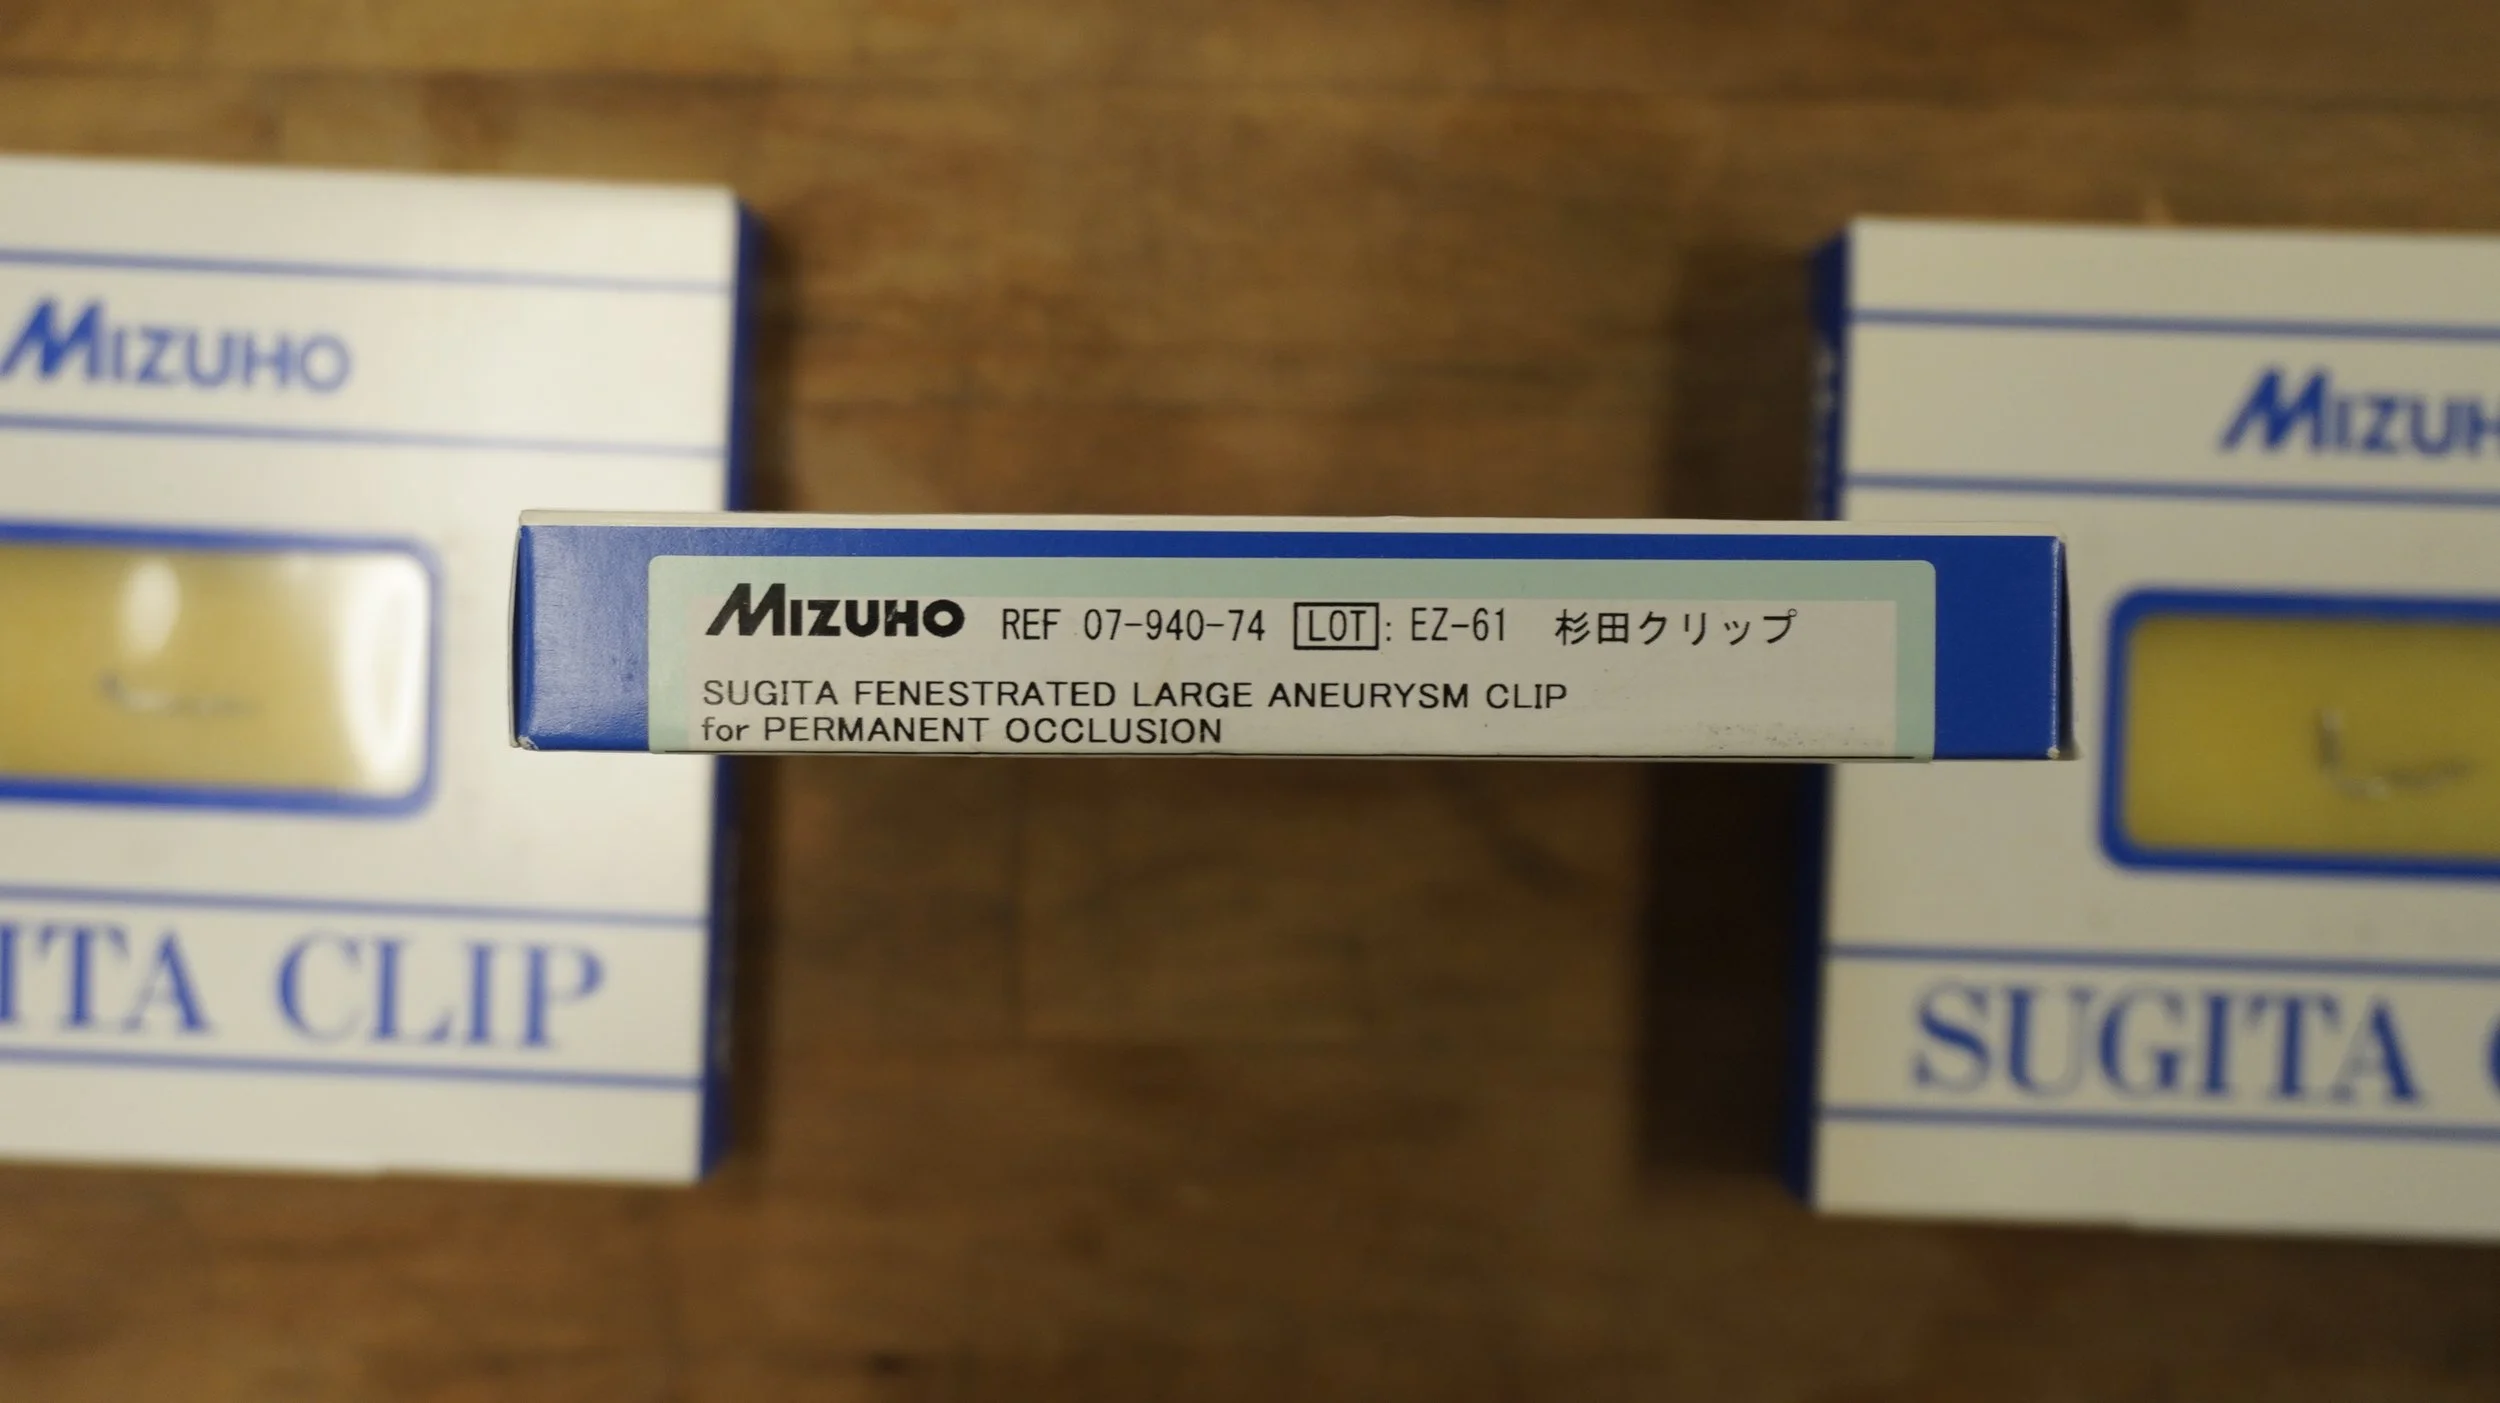 MIZUHO
ITA CLIP
MIZUHO REF 07-940-74 LOT: EZ-61 杉田クリップ
SUGITA FENESTRATED LARGE ANEURYSM CLIP
for PERMANENT OCCLUSION
MIZUH
SUGITA